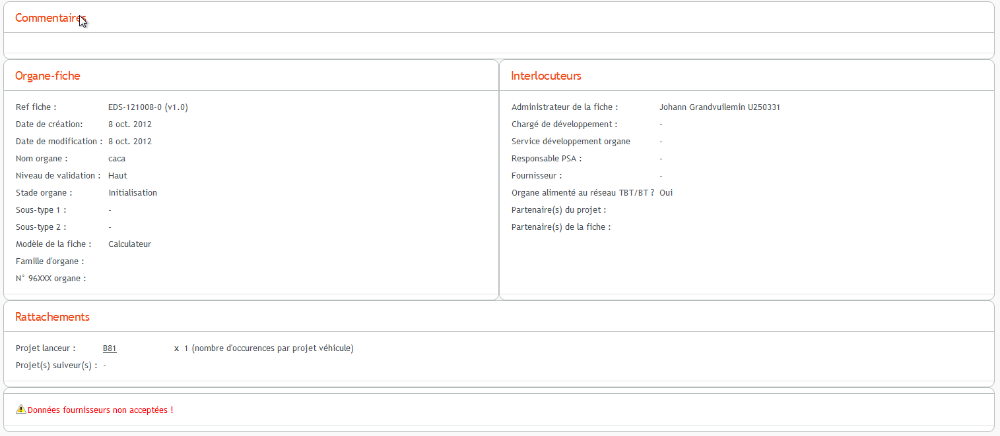 Commentaires
Organe-fiche
Ref fiche : EDS-121008-0 (v1.0)
Date de création: 8 oct. 2012
Date de modification : 8 oct. 2012
Nom organe : caca
Niveau de validation : Haut
Stade organe : Initialisation
Sous-type 1 : -
Sous-type 2 : -
Modèle de la fiche : Calculateur
Famille d'organe :
N° 96XXX organe :
Interlocuteurs
Administrateur de la fiche : Johann Grandvuilemin U250331
Chargé de développement : -
Service développement organe -
Responsable PSA : -
Fournisseur : -
Organe alimenté au réseau TBT/BT ? Oui
Partenaire(s) du projet :
Partenaire(s) de la fiche :
Rattachements
Projet lanceur : B81 x 1 (nombre d'occurences par projet véhicule)
Projet(s) suiveur(s) : -
Données fournisseurs non acceptées !